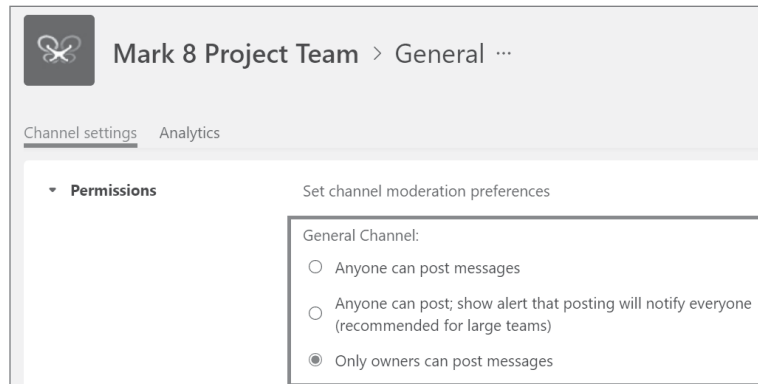 Mark 8 Project Team > General ···
Channel settings Analytics
Permissions Set channel moderation preferences
General Channel:
Anyone can post messages
Anyone can post; show alert that posting will notify everyone
(recommended for large teams)
Only owners can post messages